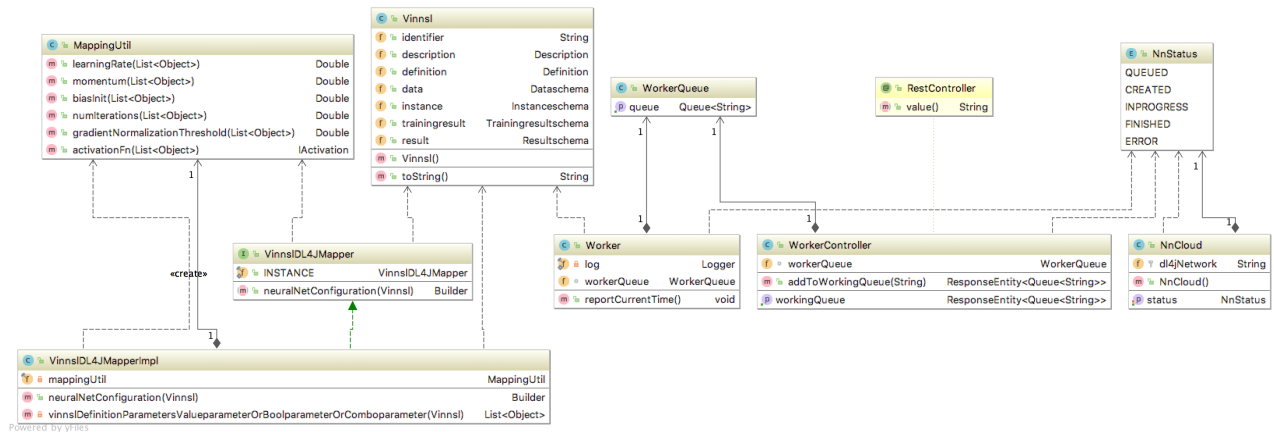 Vinnsl
identifier String
description Description
definition Definition
data Dataschema
instance Instanceschema
trainingresult Trainingresultschema
result Resultschema
Vinnsl()
toString() String
MappingUtil
learningRate(List<Object>) Double
momentum(List<Object>) Double
biasInit(List<Object>) Double
numIterations(List<Object>) Double
gradientNormalizationThreshold(List<Object>) Double
activationFn(List<Object>) IActivation
WorkerQueue
queue Queue<String>
RestController
value() String
NnStatus
QUEUED
CREATED
INPROGRESS
FINISHED
ERROR
1
1
1
1
1
1
1
«create»
1
VinnslDL4JMapper
INSTANCE VinnslDL4JMapper
neuralNetConfiguration(Vinnsl) Builder
Worker
log Logger
workerQueue WorkerQueue
reportCurrentTime() void
WorkerController
workerQueue WorkerQueue
addToWorkingQueue(String) ResponseEntity<Queue<String>>
workingQueue ResponseEntity<Queue<String>>
NnCloud
dl4jNetwork String
NnCloud()
status NnStatus
VinnslDL4JMapperImpl
mappingUtil MappingUtil
neuralNetConfiguration(Vinnsl) Builder
vinnslDefinitionParametersValueparameterOrBoolparameterOrComboparameter(Vinnsl) List<Object>
Powered by yFiles